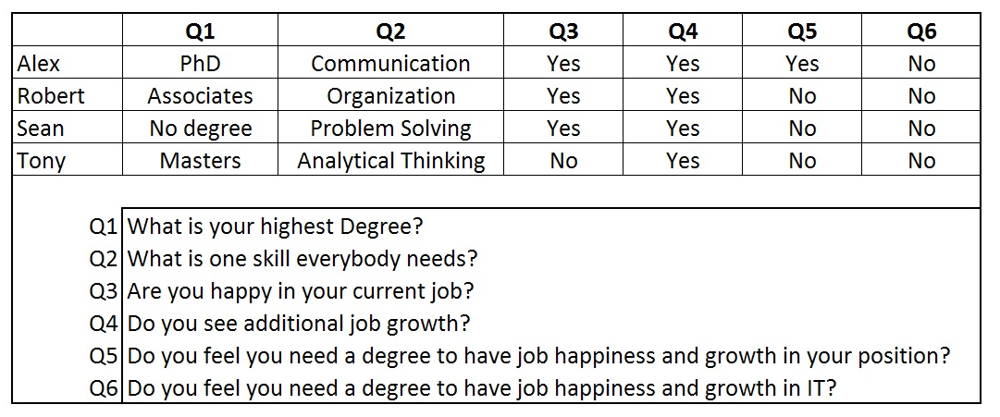 Q1 Q2 Q3 Q4 Q5 Q6
Alex PhD Communication Yes Yes Yes No
Robert Associates Organization Yes Yes No No
Sean No degree Problem Solving Yes Yes No No
Tony Masters Analytical Thinking No Yes No No
Q1 What is your highest Degree?
Q2 What is one skill everybody needs?
Q3 Are you happy in your current job?
Q4 Do you see additional job growth?
Q5 Do you feel you need a degree to have job happiness and growth in your position?
Q6 Do you feel you need a degree to have job happiness and growth in IT?